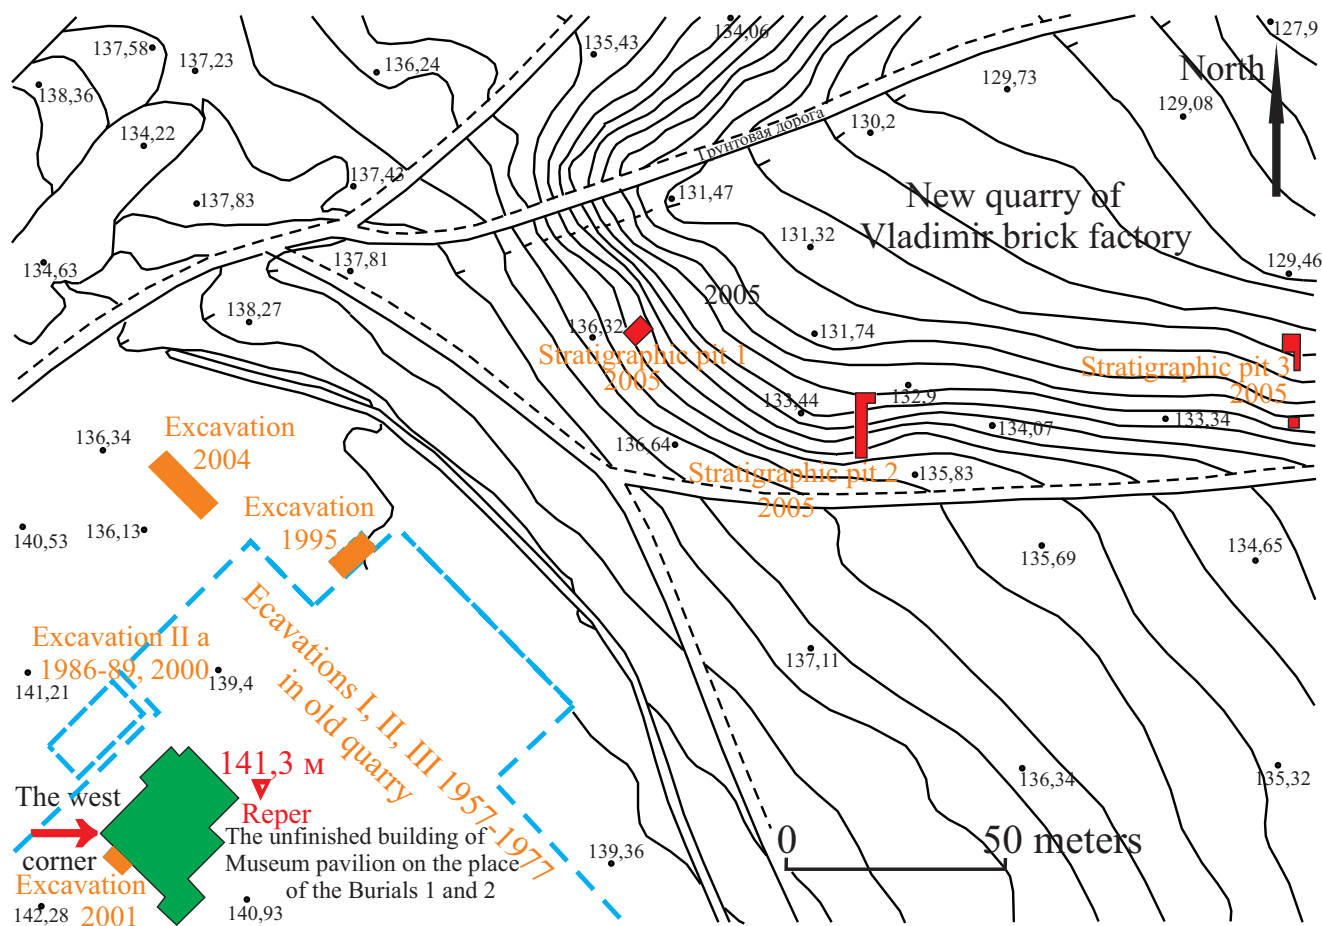 127,9
134,06
135,43
137,58
137,23
136,24
North
129,73
138,36
129,08
134,22
130,2
Грунтовая дорога
137,43
131,47
137,83
New quarry of
Vladimir brick factory
131,32
134,63
137,81
129,46
2005
138,27
136,32
131,74
Stratigraphic pit 1
2005
Stratigraphic pit 3
2005
133,44
132,9
133,34
134,07
Excavation
2004
136,34
136,64
Stratigraphic pit 2
2005
135,83
Excavation
1995
140,53
136,13
135,69
134,65
Ecavations I, II, III 1957-1977
in old quarry
Excavation II a
1986-89, 2000
137,11
141,21
139,4
141,3 м
Reper
136,34
135,32
The west
corner
The unfinished building of
Museum pavilion on the place
of the Burials 1 and 2
0
50 meters
139,36
Excavation
2001
142,28
140,93